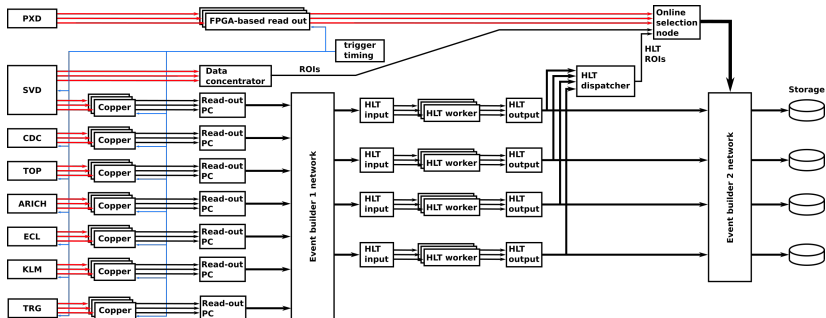 PXD
FPGA-based read out
Online
selection
node
trigger
timing
HLT
ROIs
SVD
Data
concentrator
ROIs
HLT
dispatcher
Storage
Copper
Read-out
PC
HLT
input
HLT worker
HLT
output
CDC
Copper
Read-out
PC
TOP
Copper
Read-out
PC
HLT
input
HLT worker
HLT
output
ARICH
Copper
Read-out
PC
HLT
input
HLT worker
HLT
output
ECL
Copper
Read-out
PC
HLT
input
HLT worker
HLT
output
KLM
Copper
Read-out
PC
TRG
Copper
Read-out
PC
Event builder 1 network
Event builder 2 network